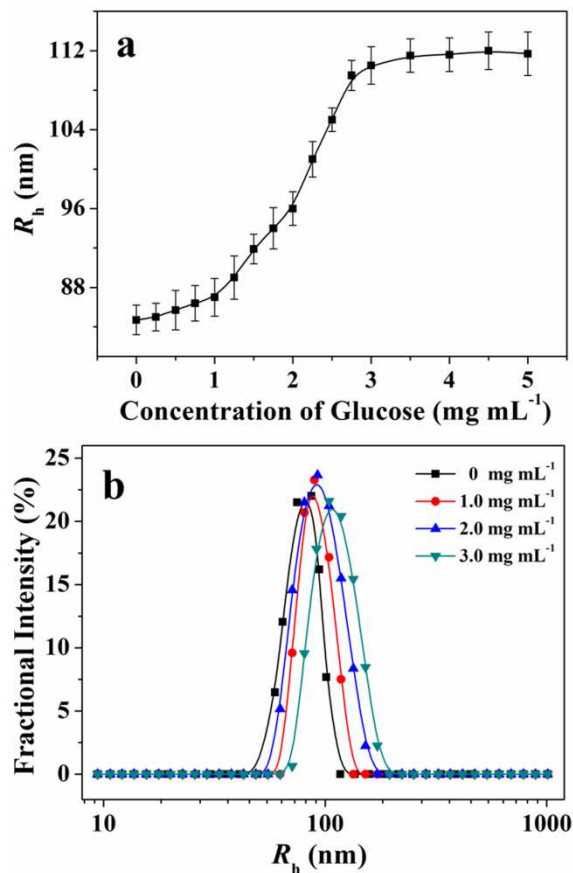 a
112
104
96
88
R_h (nm)
0 1 2 3 4 5
Concentration of Glucose (mg mL⁻¹)
b
25
20
15
10
5
0
Fractional Intensity (%)
0 mg mL⁻¹
1.0 mg mL⁻¹
2.0 mg mL⁻¹
3.0 mg mL⁻¹
10 100 1000
R_h (nm)